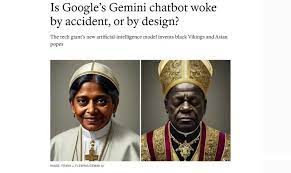 Is Google's Gemini chatbot woke
by accident, or by design?
The tech giant's new artificial-intelligence model invents black Vikings and Asian
popes